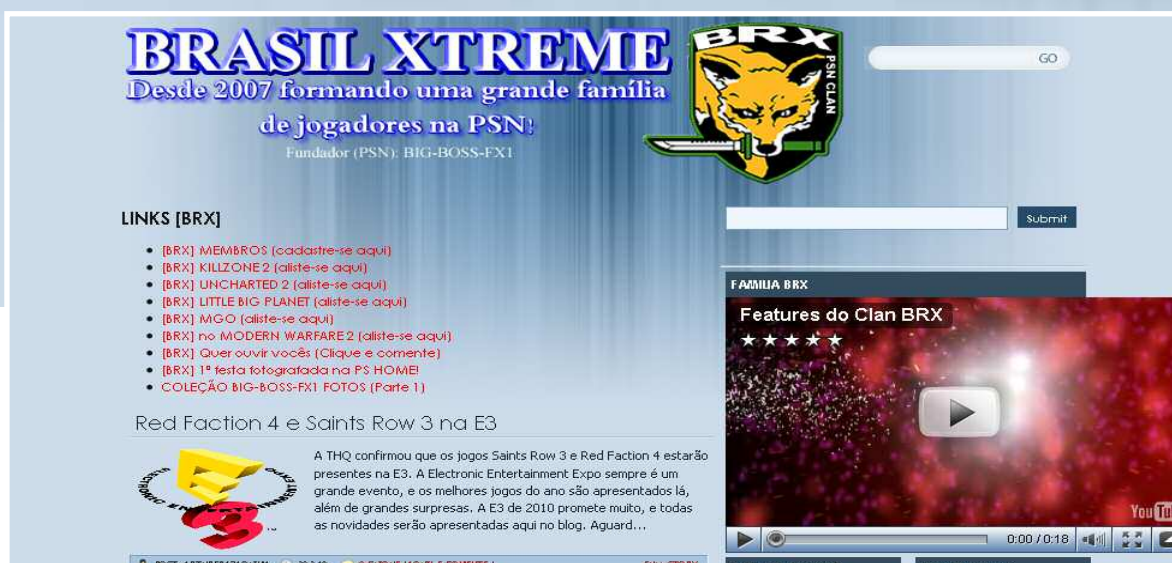 BRASIL XTREME
Desde 2007 formando uma grande família
de jogadores na PSN!
Fundador (PSN): BIG-BOSS-FX1
BRX
PSN CLAN
GO
LINKS [BRX]
[BRX] MEMBROS (cadastre-se aqui)
[BRX] KILLZONE 2 (aliste-se aqui)
[BRX] UNCHARTED 2 (aliste-se aqui)
[BRX] LITTLE BIG PLANET (aliste-se aqui)
[BRX] MGO (aliste-se aqui)
[BRX] no MODERN WARFARE 2 (aliste-se aqui)
[BRX] Quer ouvir vocês (Clique e comente)
[BRX] 1ª festa fotografada na PS HOME!
COLEÇÃO BIG-BOSS-FX1 FOTOS (Parte 1)
Submit
FAMILIA BRX
Features do Clan BRX
YouTu
0:00 / 0:18
Red Faction 4 e Saints Row 3 na E3
ELECTRONIC ENTERTAINMENT EXPO
E3
A THQ confirmou que os jogos Saints Row 3 e Red Faction 4 estarão
presentes na E3. A Electronic Entertainment Expo sempre é um
grande evento, e os melhores jogos do ano são apresentados lá,
além de grandes surpresas. A E3 de 2010 promete muito, e todas
as novidades serão apresentadas aqui no blog. Aguard...